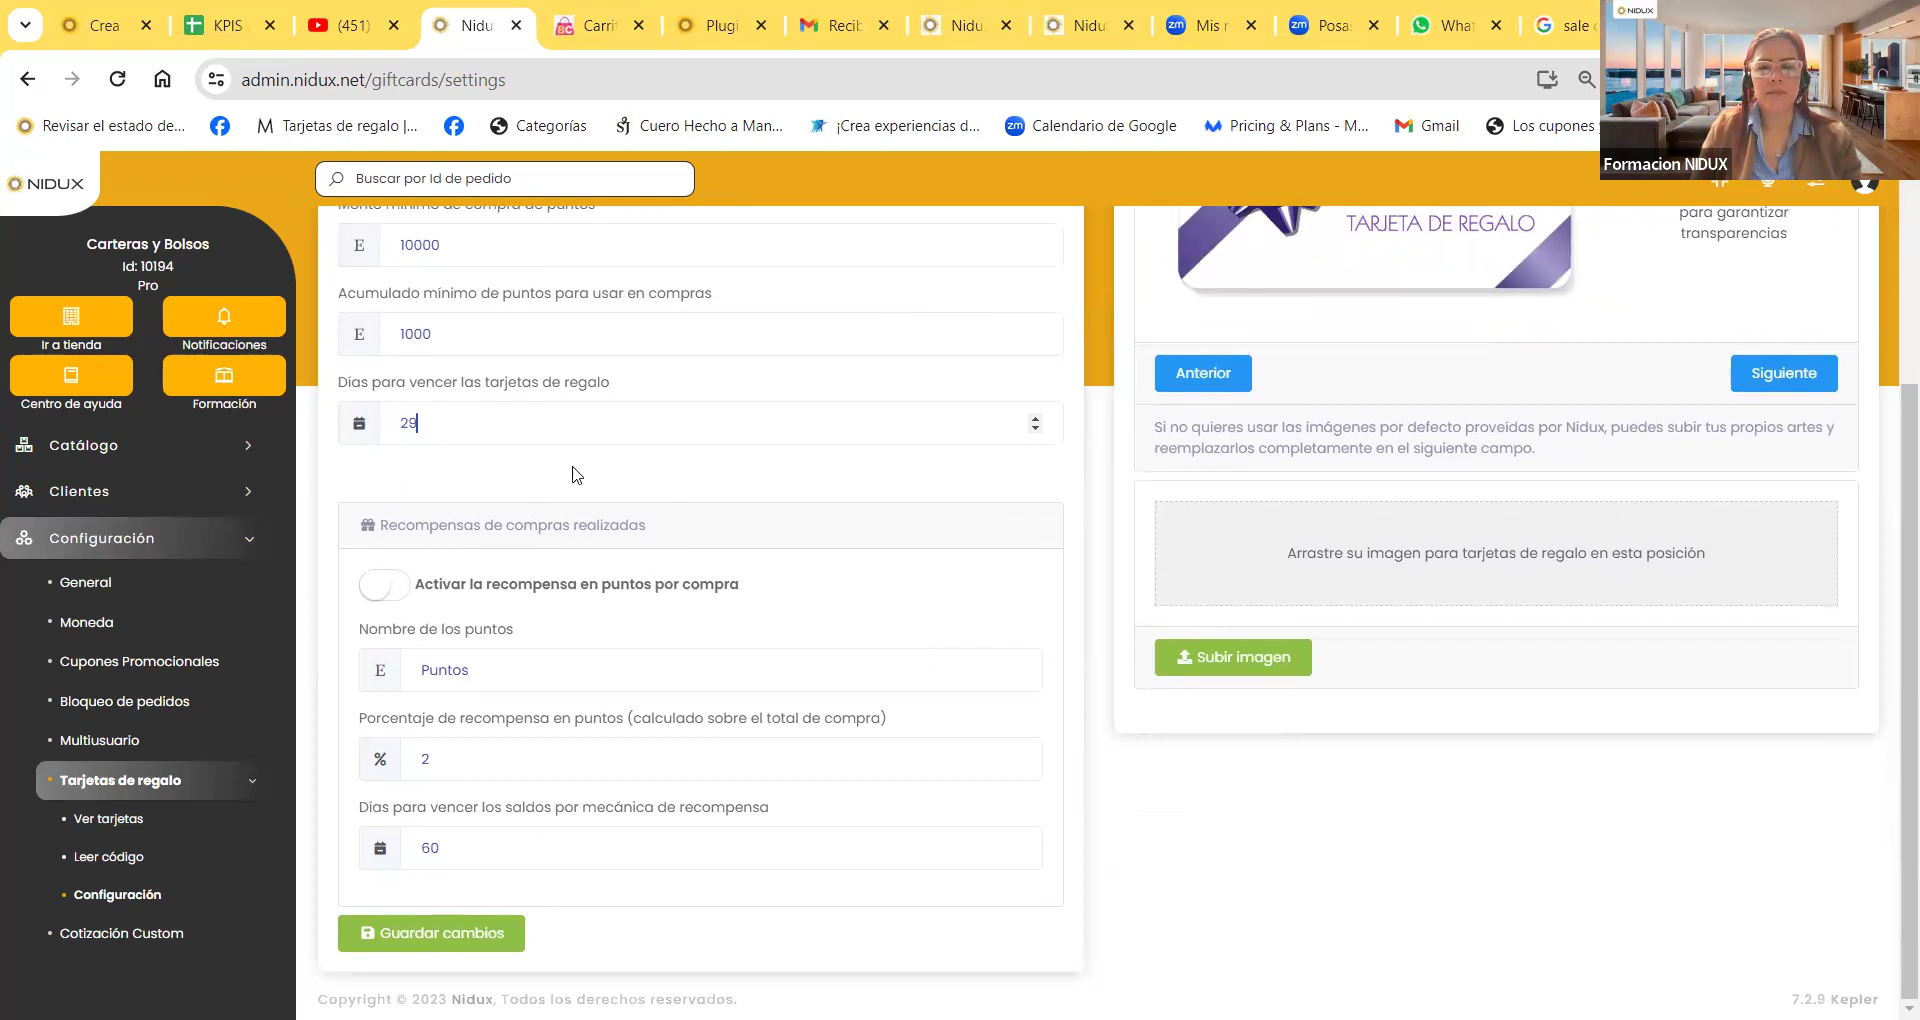 Crea
KPIS
(451)
Nidu
Carri
Plugi
Recib
Nidu
Nidu
Mis r
Posa
What
sale c
admin.nidux.net/giftcards/settings
Revisar el estado de...
Tarjetas de regalo |...
Categorías
Cuero Hecho a Man...
¡Crea experiencias d...
Calendario de Google
Pricing & Plans - M...
Gmail
Los cupones
NIDUX
Formacion NIDUX
NIDUX
Buscar por Id de pedido
Carteras y Bolsos
Id: 10194
Pro
Ir a tienda
Notificaciones
Centro de ayuda
Formación
Catálogo
Clientes
Configuración
General
Moneda
Cupones Promocionales
Bloqueo de pedidos
Multiusuario
Tarjetas de regalo
Ver tarjetas
Leer código
Configuración
Cotización Custom
Monto mínimo de compra de puntos
E 10000
Acumulado mínimo de puntos para usar en compras
E 1000
Días para vencer las tarjetas de regalo
29
Recompensas de compras realizadas
Activar la recompensa en puntos por compra
Nombre de los puntos
E Puntos
Porcentaje de recompensa en puntos (calculado sobre el total de compra)
% 2
Días para vencer los saldos por mecánica de recompensa
60
Guardar cambios
TARJETA DE REGALO
para garantizar
transparencias
Anterior
Siguiente
Si no quieres usar las imágenes por defecto proveídas por Nidux, puedes subir tus propios artes y
reemplazarlos completamente en el siguiente campo.
Arrastre su imagen para tarjetas de regalo en esta posición
Subir imagen
Copyright © 2023 Nidux, Todos los derechos reservados.
7.2.9 Kepler